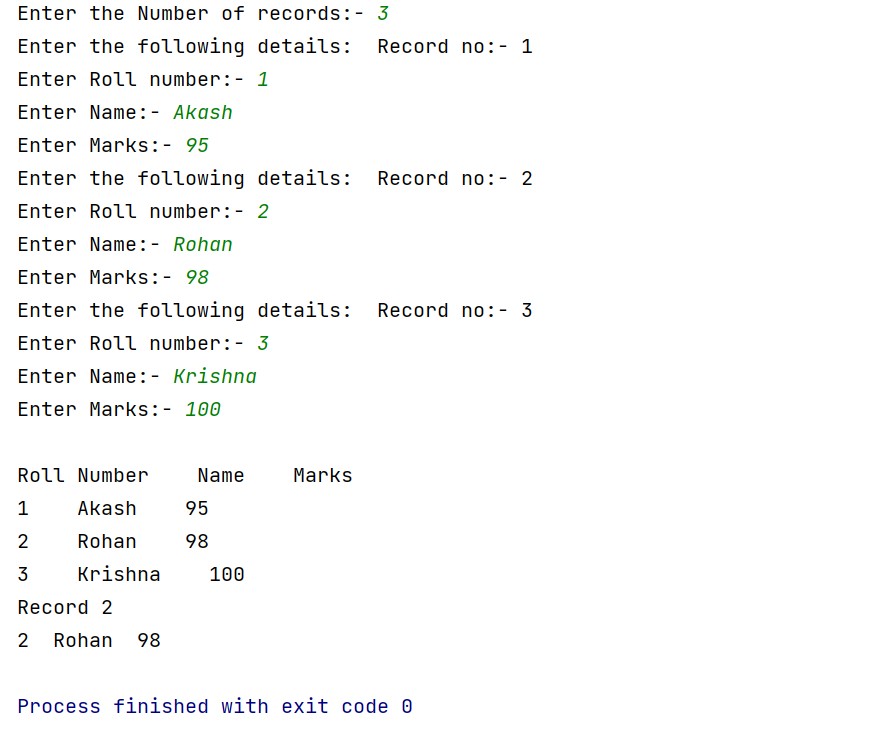 Enter the Number of records:- 3
Enter the following details:  Record no:- 1
Enter Roll number:- 1
Enter Name:- Akash
Enter Marks:- 95
Enter the following details:  Record no:- 2
Enter Roll number:- 2
Enter Name:- Rohan
Enter Marks:- 98
Enter the following details:  Record no:- 3
Enter Roll number:- 3
Enter Name:- Krishna
Enter Marks:- 100

Roll Number    Name    Marks
1    Akash    95
2    Rohan    98
3    Krishna    100
Record 2
2  Rohan  98

Process finished with exit code 0